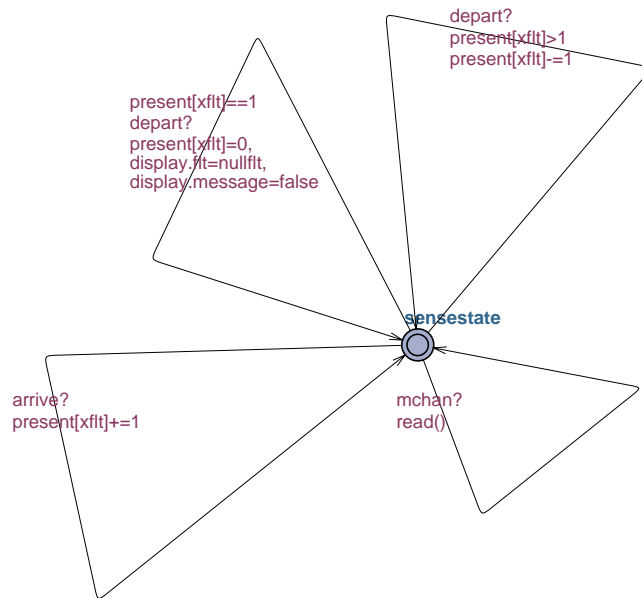 depart?
present[xflt]>1
present[xflt]-=1
present[xflt]==1
depart?
present[xflt]=0,
display.flt=nullflt,
display.message=false
sensestate
arrive?
present[xflt]+=1
mchan?
read()